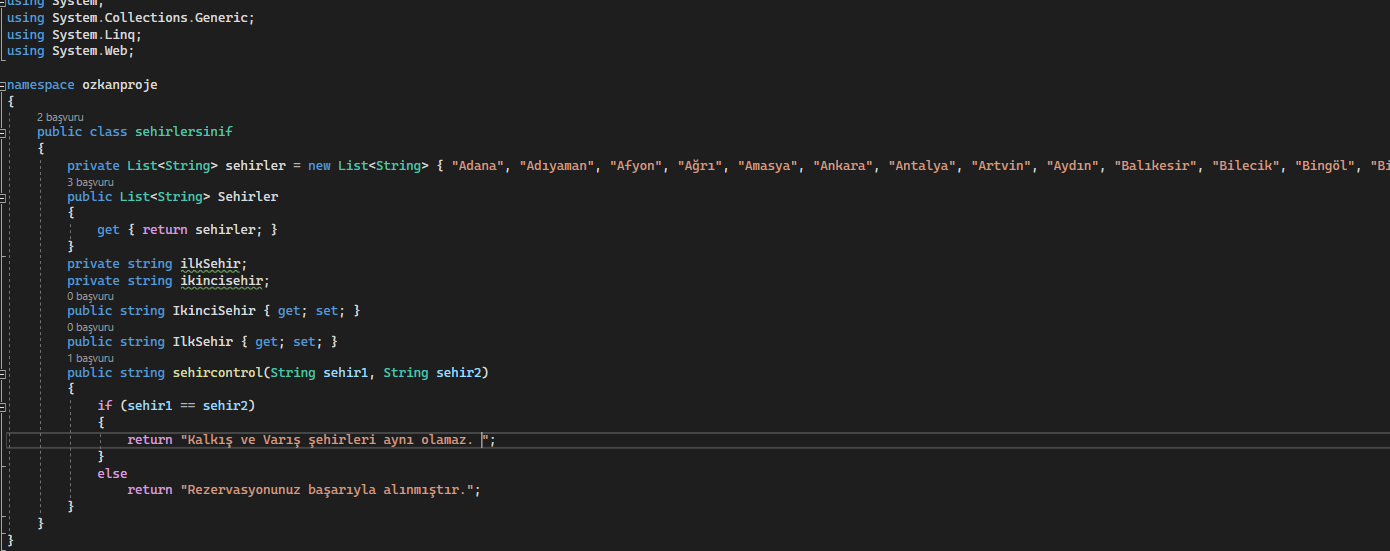 using System;
using System.Collections.Generic;
using System.Linq;
using System.Web;
namespace ozkanproje
{
2 başvuru
public class sehirlersinif
{
private List<String> sehirler = new List<String> { "Adana", "Adıyaman", "Afyon", "Ağrı", "Amasya", "Ankara", "Antalya", "Artvin", "Aydın", "Balıkesir", "Bilecik", "Bingöl", "Bi
3 başvuru
public List<String> Sehirler
{
get { return sehirler; }
}
private string ilkSehir;
private string ikincisehir;
0 başvuru
public string IkinciSehir { get; set; }
0 başvuru
public string IlkSehir { get; set; }
1 başvuru
public string sehircontrol(String sehir1, String sehir2)
{
if (sehir1 == sehir2)
{
return "Kalkış ve Varış şehirleri aynı olamaz. ";
}
else
return "Rezervasyonunuz başarıyla alınmıştır.";
}
}
}